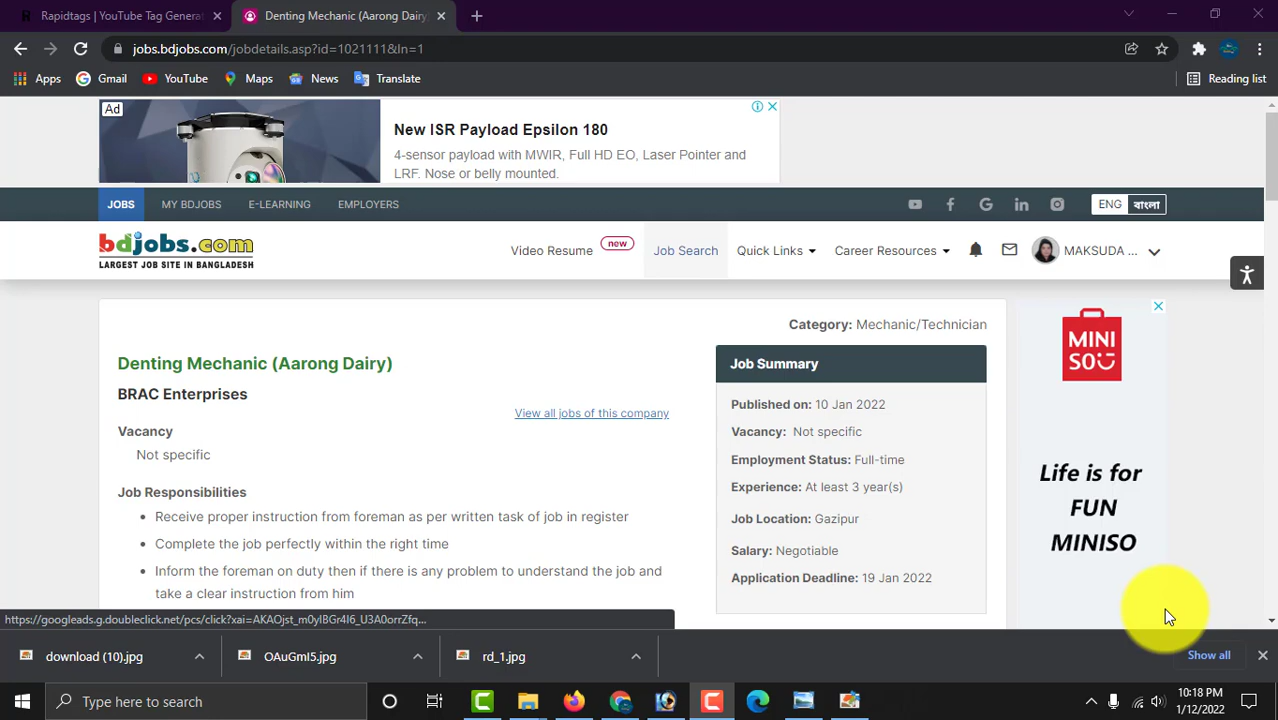 Rapidtags | YouTube Tag Generat
Denting Mechanic (Aarong Dairy)
jobs.bdjobs.com/jobdetails.asp?id=1021111&ln=1
Apps Gmail YouTube Maps News Translate Reading list
Ad
New ISR Payload Epsilon 180
4-sensor payload with MWIR, Full HD EO, Laser Pointer and
LRF. Nose or belly mounted.
JOBS MY BDJOBS E-LEARNING EMPLOYERS ENG বাংলা
bdjobs.com
LARGEST JOB SITE IN BANGLADESH
Video Resume new Job Search Quick Links Career Resources MAKSUDA ...
Category: Mechanic/Technician
Denting Mechanic (Aarong Dairy)
BRAC Enterprises
View all jobs of this company
Vacancy
Not specific
Job Responsibilities
• Receive proper instruction from foreman as per written task of job in register
• Complete the job perfectly within the right time
• Inform the foreman on duty then if there is any problem to understand the job and
take a clear instruction from him
Job Summary
Published on: 10 Jan 2022
Vacancy: Not specific
Employment Status: Full-time
Experience: At least 3 year(s)
Job Location: Gazipur
Salary: Negotiable
Application Deadline: 19 Jan 2022
MINI
SO
Life is for
FUN
MINISO
download (10).jpg OAuGmI5.jpg rd_1.jpg Show all
Type here to search
10:18 PM
1/12/2022